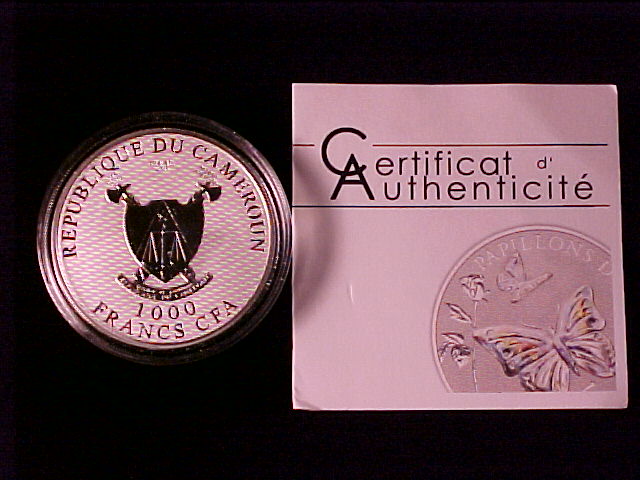 REPUBLIQUE DU CAMEROUN
1000
FRANCS CFA
Certificat d'
Authenticité
PAPILLONS D